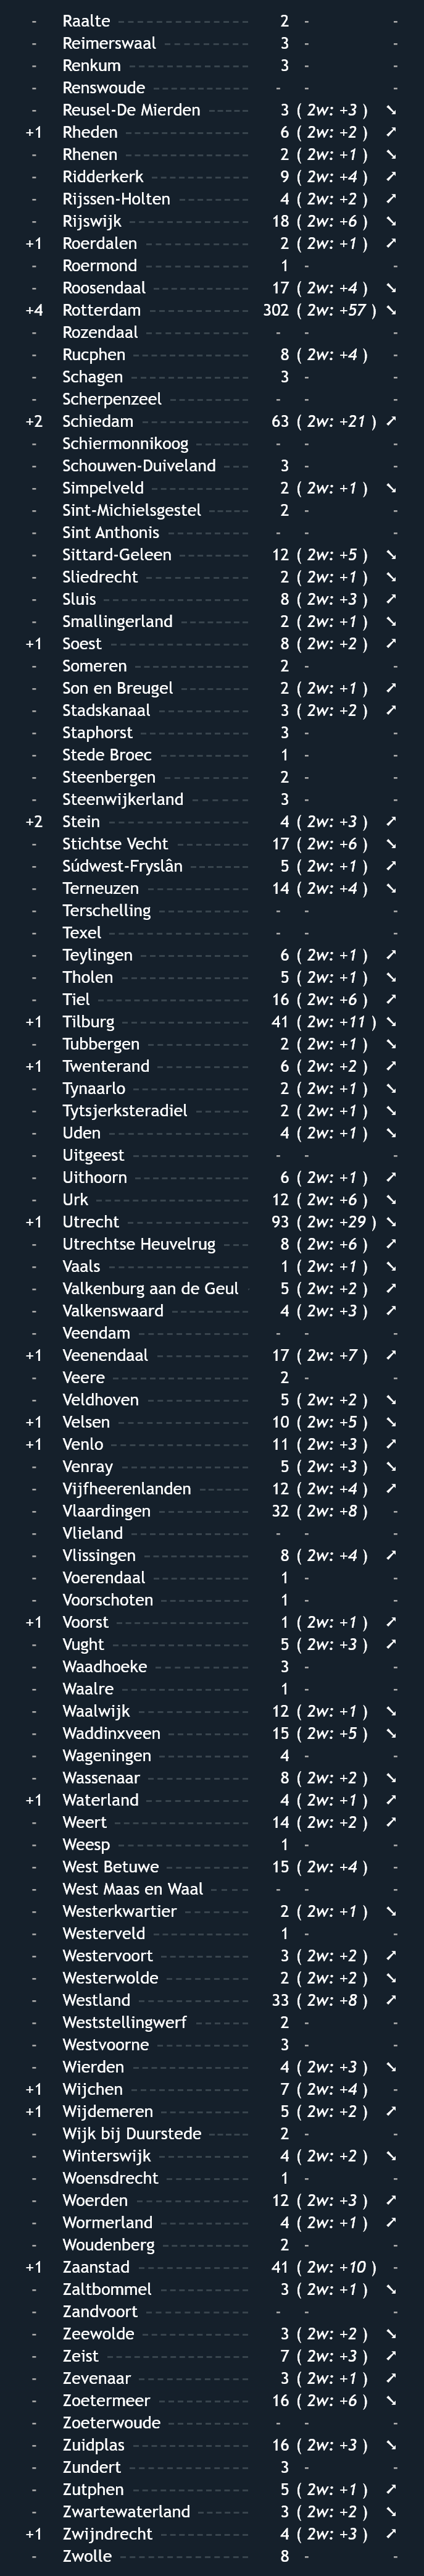 - Raalte 2 - -
- Reimerswaal 3 - -
- Renkum 3 - -
- Renswoude - - -
- Reusel-De Mierden 3 ( 2w: +3 ) ↘
+1 Rheden 6 ( 2w: +2 ) ↗
- Rhenen 2 ( 2w: +1 ) ↘
- Ridderkerk 9 ( 2w: +4 ) ↗
- Rijssen-Holten 4 ( 2w: +2 ) ↗
- Rijswijk 18 ( 2w: +6 ) ↘
+1 Roerdalen 2 ( 2w: +1 ) ↗
- Roermond 1 - -
- Roosendaal 17 ( 2w: +4 ) ↘
+4 Rotterdam 302 ( 2w: +57 ) ↘
- Rozendaal - - -
- Rucphen 8 ( 2w: +4 ) -
- Schagen 3 - -
- Scherpenzeel - - -
+2 Schiedam 63 ( 2w: +21 ) ↗
- Schiermonnikoog - - -
- Schouwen-Duiveland 3 - -
- Simpelveld 2 ( 2w: +1 ) ↘
- Sint-Michielsgestel 2 - -
- Sint Anthonis - - -
- Sittard-Geleen 12 ( 2w: +5 ) ↘
- Sliedrecht 2 ( 2w: +1 ) ↘
- Sluis 8 ( 2w: +3 ) ↗
- Smallingerland 2 ( 2w: +1 ) ↘
+1 Soest 8 ( 2w: +2 ) ↗
- Someren 2 - -
- Son en Breugel 2 ( 2w: +1 ) ↗
- Stadskanaal 3 ( 2w: +2 ) ↗
- Staphorst 3 - -
- Stede Broec 1 - -
- Steenbergen 2 - -
- Steenwijkerland 3 - -
+2 Stein 4 ( 2w: +3 ) ↗
- Stichtse Vecht 17 ( 2w: +6 ) ↘
- Súdwest-Fryslân 5 ( 2w: +1 ) ↗
- Terneuzen 14 ( 2w: +4 ) ↘
- Terschelling - - -
- Texel - - -
- Teylingen 6 ( 2w: +1 ) ↗
- Tholen 5 ( 2w: +1 ) ↘
- Tiel 16 ( 2w: +6 ) ↗
+1 Tilburg 41 ( 2w: +11 ) ↘
- Tubbergen 2 ( 2w: +1 ) ↘
+1 Twenterand 6 ( 2w: +2 ) ↗
- Tynaarlo 2 ( 2w: +1 ) ↘
- Tytsjerksteradiel 2 ( 2w: +1 ) ↘
- Uden 4 ( 2w: +1 ) ↘
- Uitgeest - - -
- Uithoorn 6 ( 2w: +1 ) ↗
- Urk 12 ( 2w: +6 ) ↘
+1 Utrecht 93 ( 2w: +29 ) ↘
- Utrechtse Heuvelrug 8 ( 2w: +6 ) ↗
- Vaals 1 ( 2w: +1 ) ↘
- Valkenburg aan de Geul 5 ( 2w: +2 ) ↗
- Valkenswaard 4 ( 2w: +3 ) ↗
- Veendam - - -
+1 Veenendaal 17 ( 2w: +7 ) ↗
- Veere 2 - -
- Veldhoven 5 ( 2w: +2 ) ↘
+1 Velsen 10 ( 2w: +5 ) ↘
+1 Venlo 11 ( 2w: +3 ) ↗
- Venray 5 ( 2w: +3 ) ↘
- Vijfheerenlanden 12 ( 2w: +4 ) ↗
- Vlaardingen 32 ( 2w: +8 ) -
- Vlieland - - -
- Vlissingen 8 ( 2w: +4 ) ↗
- Voerendaal 1 - -
- Voorschoten 1 - -
+1 Voorst 1 ( 2w: +1 ) ↗
- Vught 5 ( 2w: +3 ) ↗
- Waadhoeke 3 - -
- Waalre 1 - -
- Waalwijk 12 ( 2w: +1 ) ↘
- Waddinxveen 15 ( 2w: +5 ) ↘
- Wageningen 4 - -
- Wassenaar 8 ( 2w: +2 ) ↘
+1 Waterland 4 ( 2w: +1 ) ↗
- Weert 14 ( 2w: +2 ) ↗
- Weesp 1 - -
- West Betuwe 15 ( 2w: +4 ) -
- West Maas en Waal - - -
- Westerkwartier 2 ( 2w: +1 ) ↘
- Westerveld 1 - -
- Westervoort 3 ( 2w: +2 ) ↗
- Westerwolde 2 ( 2w: +2 ) ↘
- Westland 33 ( 2w: +8 ) ↗
- Weststellingwerf 2 - -
- Westvoorne 3 - -
- Wierden 4 ( 2w: +3 ) ↘
+1 Wijchen 7 ( 2w: +4 ) -
+1 Wijdemeren 5 ( 2w: +2 ) ↗
- Wijk bij Duurstede 2 - -
- Winterswijk 4 ( 2w: +2 ) ↘
- Woensdrecht 1 - -
- Woerden 12 ( 2w: +3 ) ↗
- Wormerland 4 ( 2w: +1 ) ↗
- Woudenberg 2 - -
+1 Zaanstad 41 ( 2w: +10 ) -
- Zaltbommel 3 ( 2w: +1 ) ↘
- Zandvoort - - -
- Zeewolde 3 ( 2w: +2 ) ↘
- Zeist 7 ( 2w: +3 ) ↗
- Zevenaar 3 ( 2w: +1 ) ↗
- Zoetermeer 16 ( 2w: +6 ) ↘
- Zoeterwoude - - -
- Zuidplas 16 ( 2w: +3 ) ↘
- Zundert 3 - -
- Zutphen 5 ( 2w: +1 ) ↗
- Zwartewaterland 3 ( 2w: +2 ) ↘
+1 Zwijndrecht 4 ( 2w: +3 ) ↗
- Zwolle 8 - -